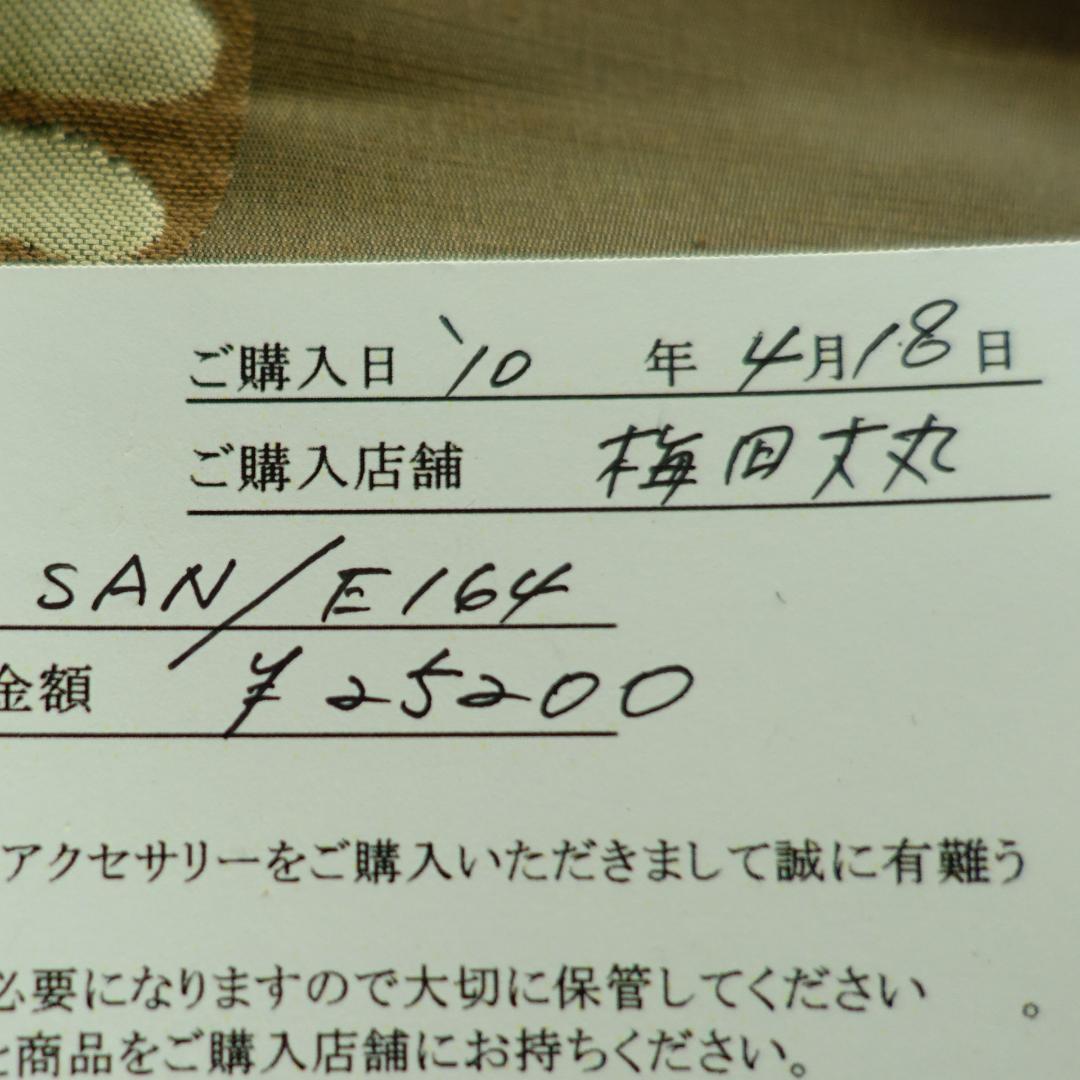 ご購入日 '10 年 4月18日
ご購入店舗 梅田大丸
SAN/E164
金額 ¥25200
アクセサリーをご購入いただきまして誠に有難う
必要になりますので大切に保管してください 。
と商品をご購入店舗にお持ちください。